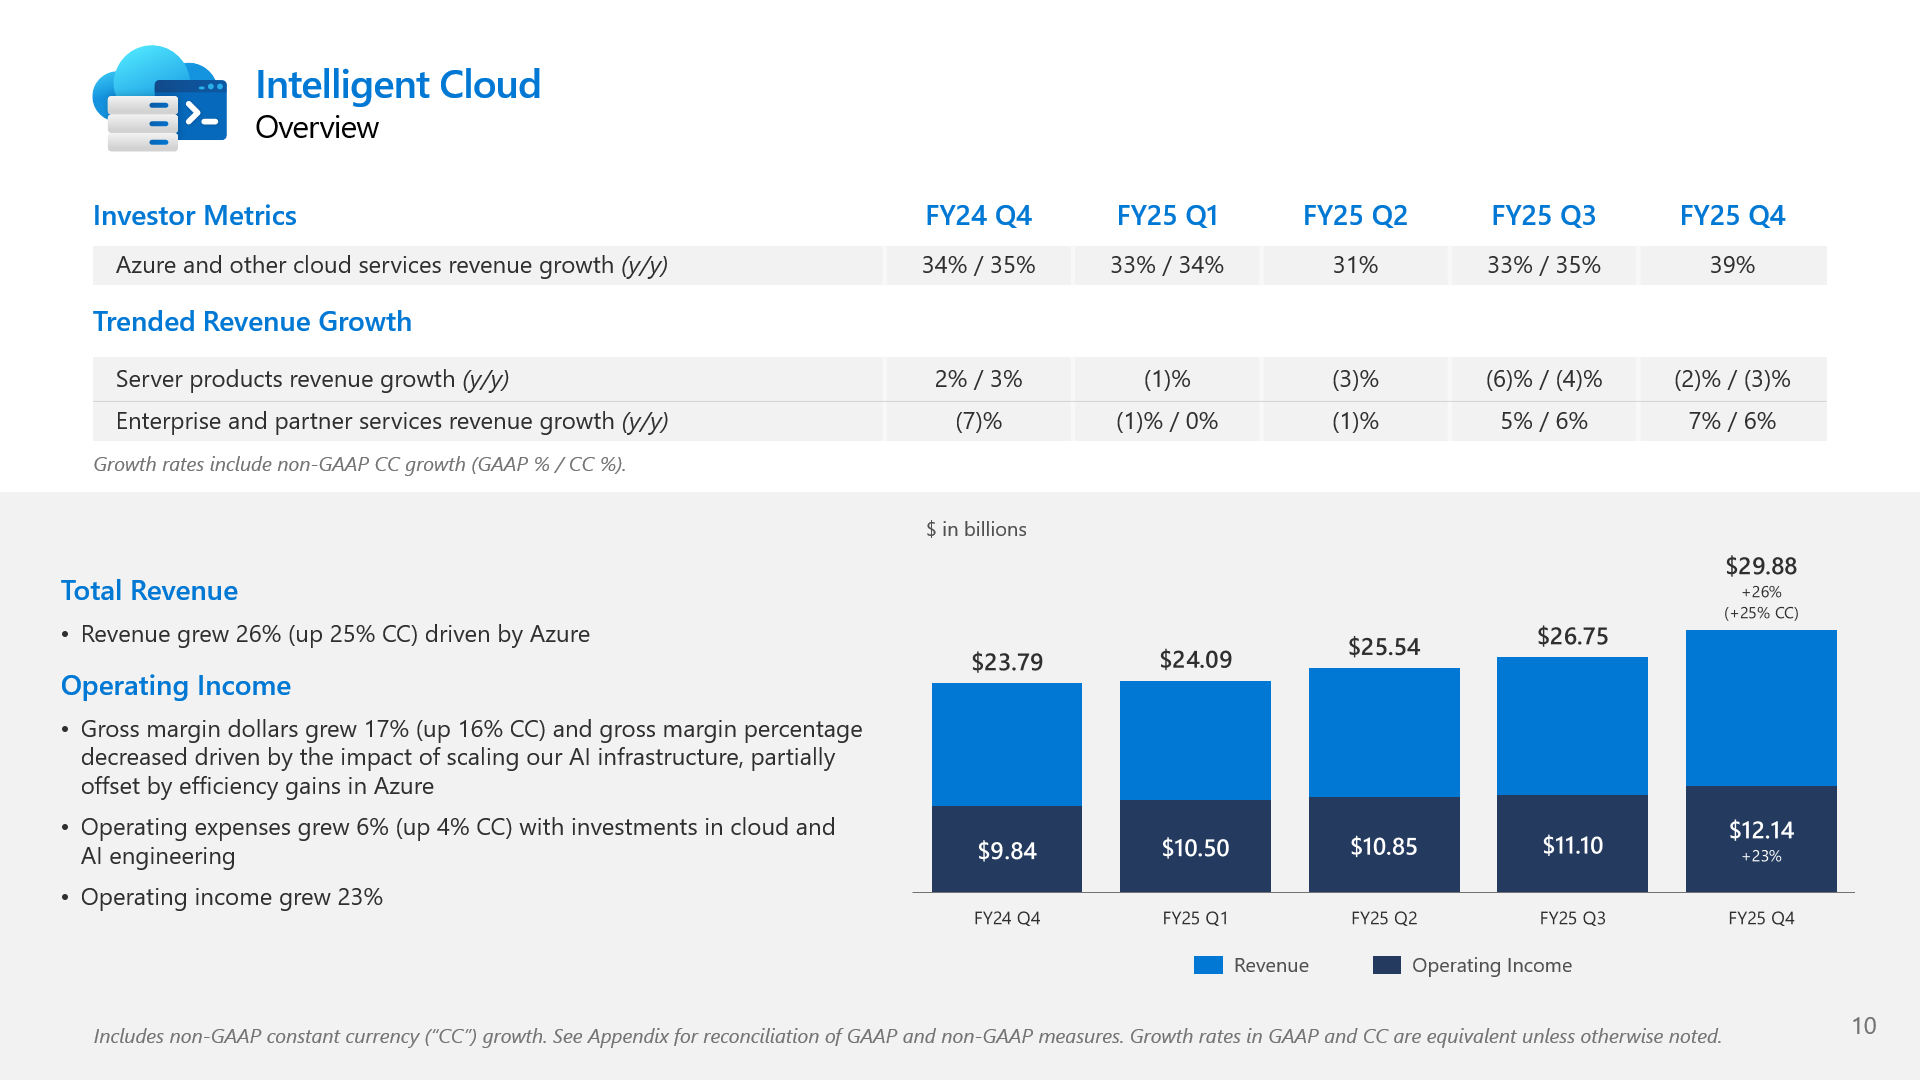 Intelligent Cloud
Overview
Investor Metrics FY24 Q4 FY25 Q1 FY25 Q2 FY25 Q3 FY25 Q4
Azure and other cloud services revenue growth (y/y) 34% / 35% 33% / 34% 31% 33% / 35% 39%
Trended Revenue Growth
Server products revenue growth (y/y) 2% / 3% (1)% (3)% (6)% / (4)% (2)% / (3)%
Enterprise and partner services revenue growth (y/y) (7)% (1)% / 0% (1)% 5% / 6% 7% / 6%
Growth rates include non-GAAP CC growth (GAAP % / CC %).
Total Revenue
• Revenue grew 26% (up 25% CC) driven by Azure
Operating Income
• Gross margin dollars grew 17% (up 16% CC) and gross margin percentage
decreased driven by the impact of scaling our AI infrastructure, partially
offset by efficiency gains in Azure
• Operating expenses grew 6% (up 4% CC) with investments in cloud and
AI engineering
• Operating income grew 23%
$ in billions
$29.88
+26%
(+25% CC)
$23.79 $24.09 $25.54 $26.75
$9.84 $10.50 $10.85 $11.10 $12.14
+23%
FY24 Q4 FY25 Q1 FY25 Q2 FY25 Q3 FY25 Q4
Revenue Operating Income
Includes non-GAAP constant currency (“CC”) growth. See Appendix for reconciliation of GAAP and non-GAAP measures. Growth rates in GAAP and CC are equivalent unless otherwise noted.
10